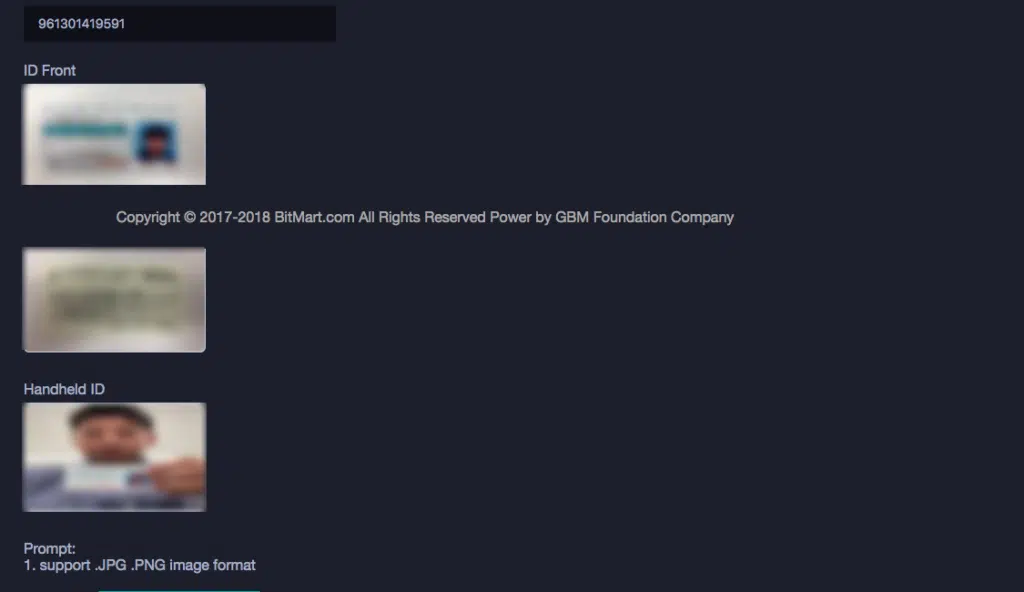 961301419591
ID Front
Copyright © 2017-2018 BitMart.com All Rights Reserved Power by GBM Foundation Company
Handheld ID
Prompt:
1. support .JPG .PNG image format